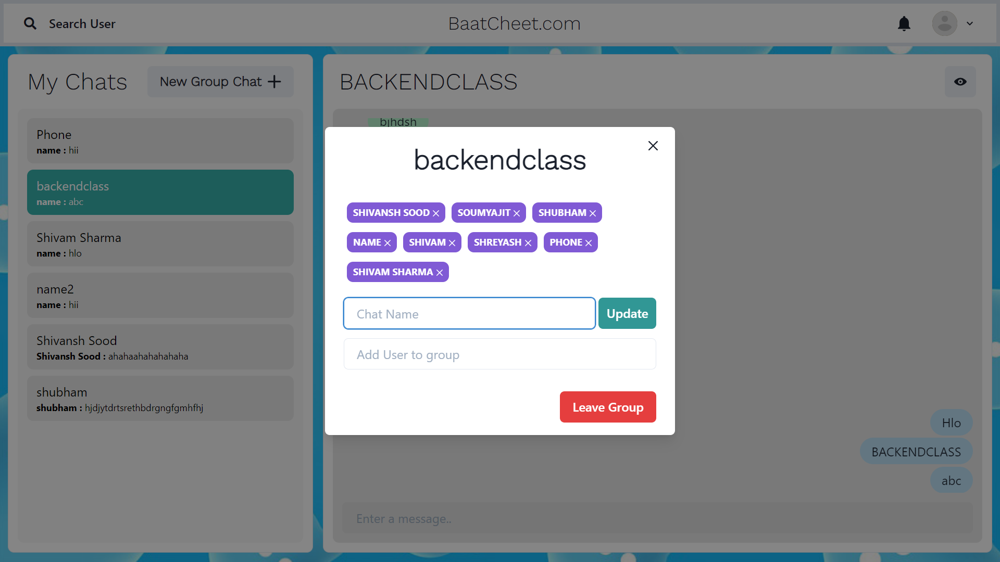 Search User
BaatCheet.com
My Chats
New Group Chat
Phone
name : hii
backendclass
name : abc
Shivam Sharma
name : hlo
name2
name : hii
Shivansh Sood
Shivansh Sood : ahahaahahahahaha
shubham
shubham : hjdjytdrtsrethbdrgngfgmhfhj
BACKENDCLASS
bjhdsh
backendclass
SHIVANSH SOOD SOUMYAJIT SHUBHAM
NAME SHIVAM SHREYASH PHONE
SHIVAM SHARMA
Chat Name
Update
Add User to group
Leave Group
Hlo
BACKENDCLASS
abc
Enter a message..